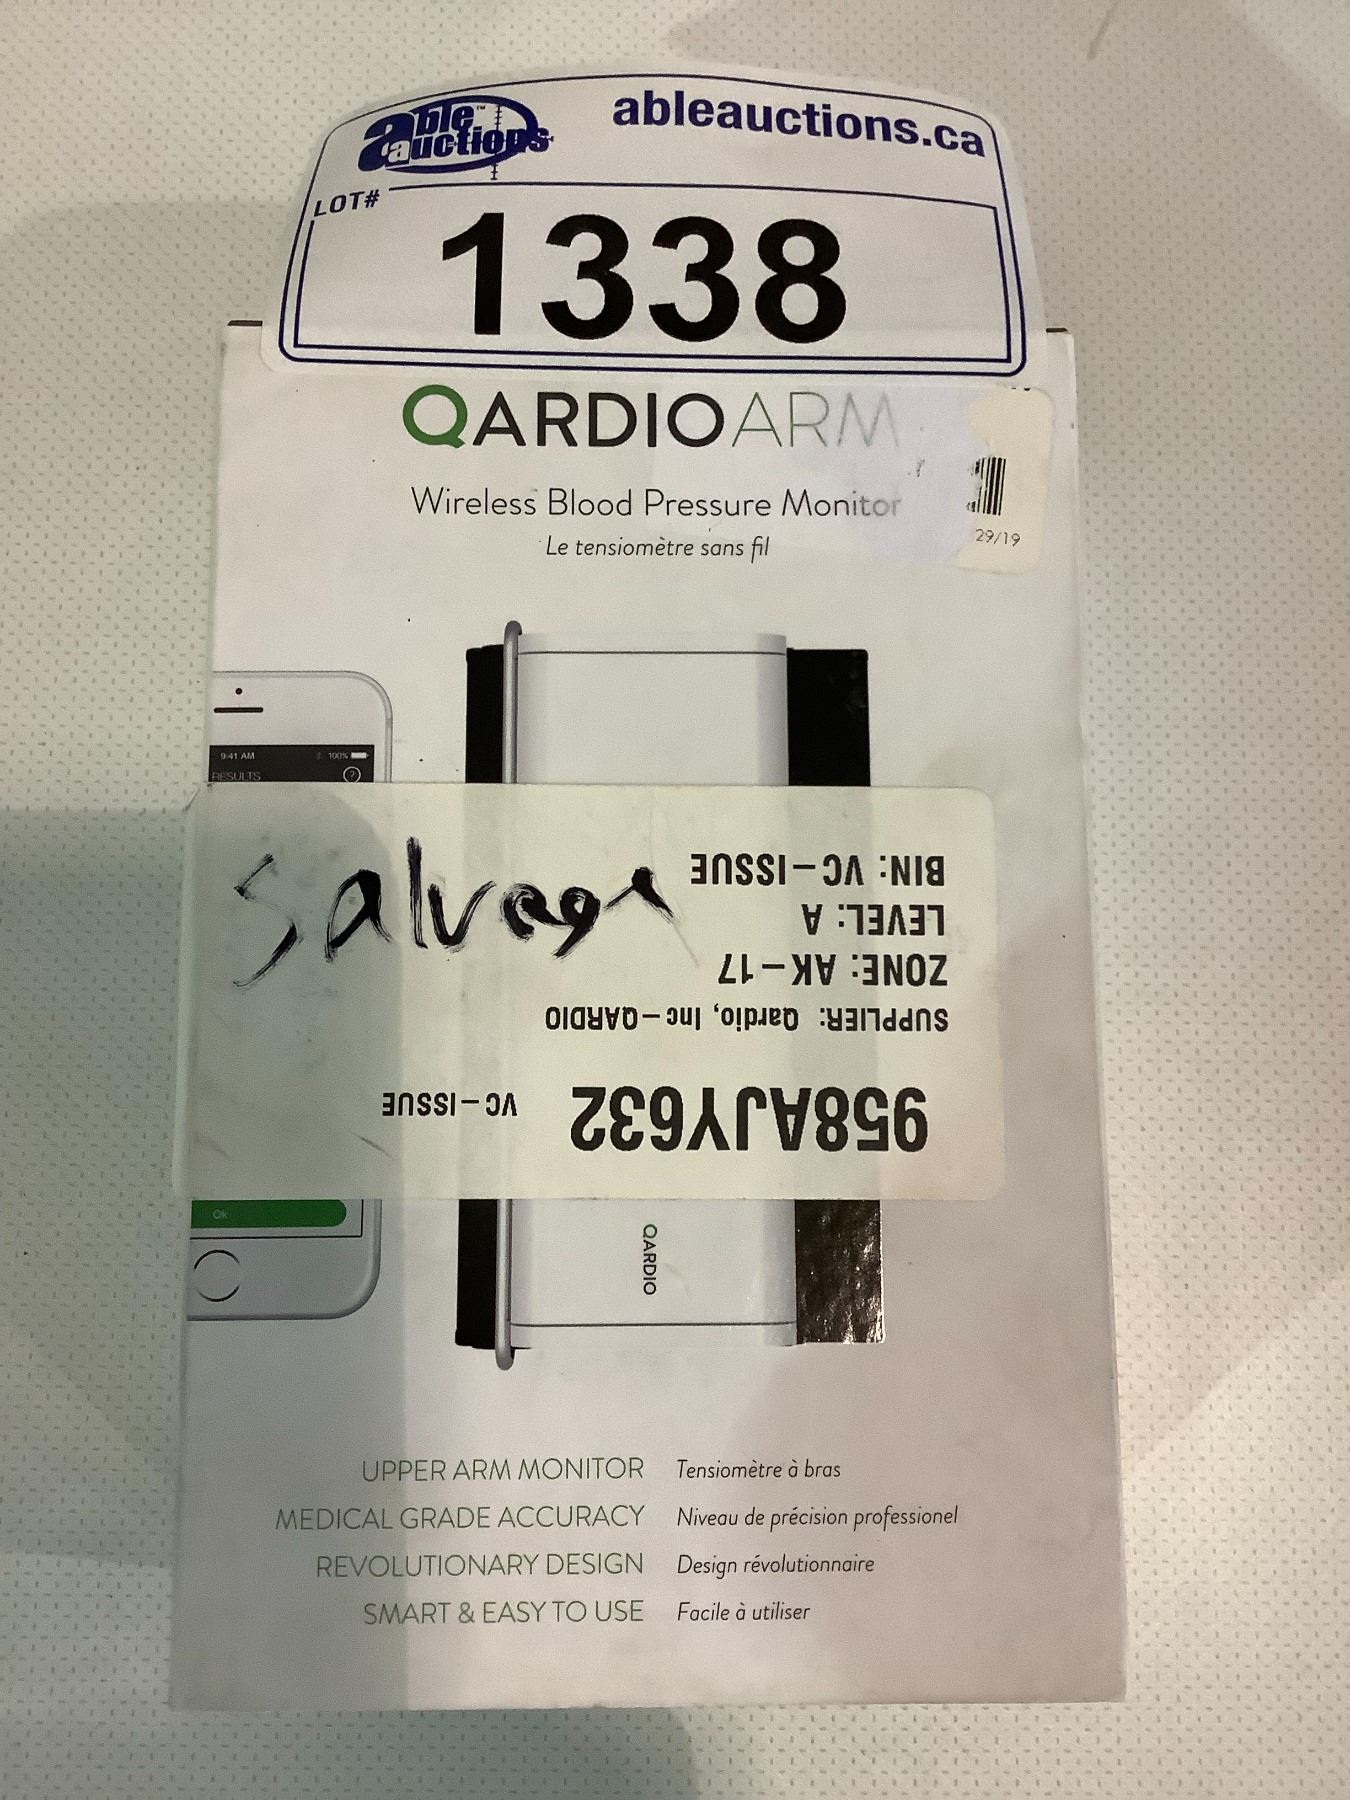 able auctions™
ableauctions.ca
LOT#
1338
QARDIOARM
Wireless Blood Pressure Monitor
Le tensiomètre sans fil
29/19
9:41 AM 100%
RESULTS ?
Salvage
958AJY632 VC-ISSUE
SUPPLIER: Qardio, Inc-QARDIO
ZONE: AK-17
LEVEL: A
BIN: VC-ISSUE
Ok
QARDIO
UPPER ARM MONITOR Tensiomètre à bras
MEDICAL GRADE ACCURACY Niveau de précision professionel
REVOLUTIONARY DESIGN Design révolutionnaire
SMART & EASY TO USE Facile à utiliser